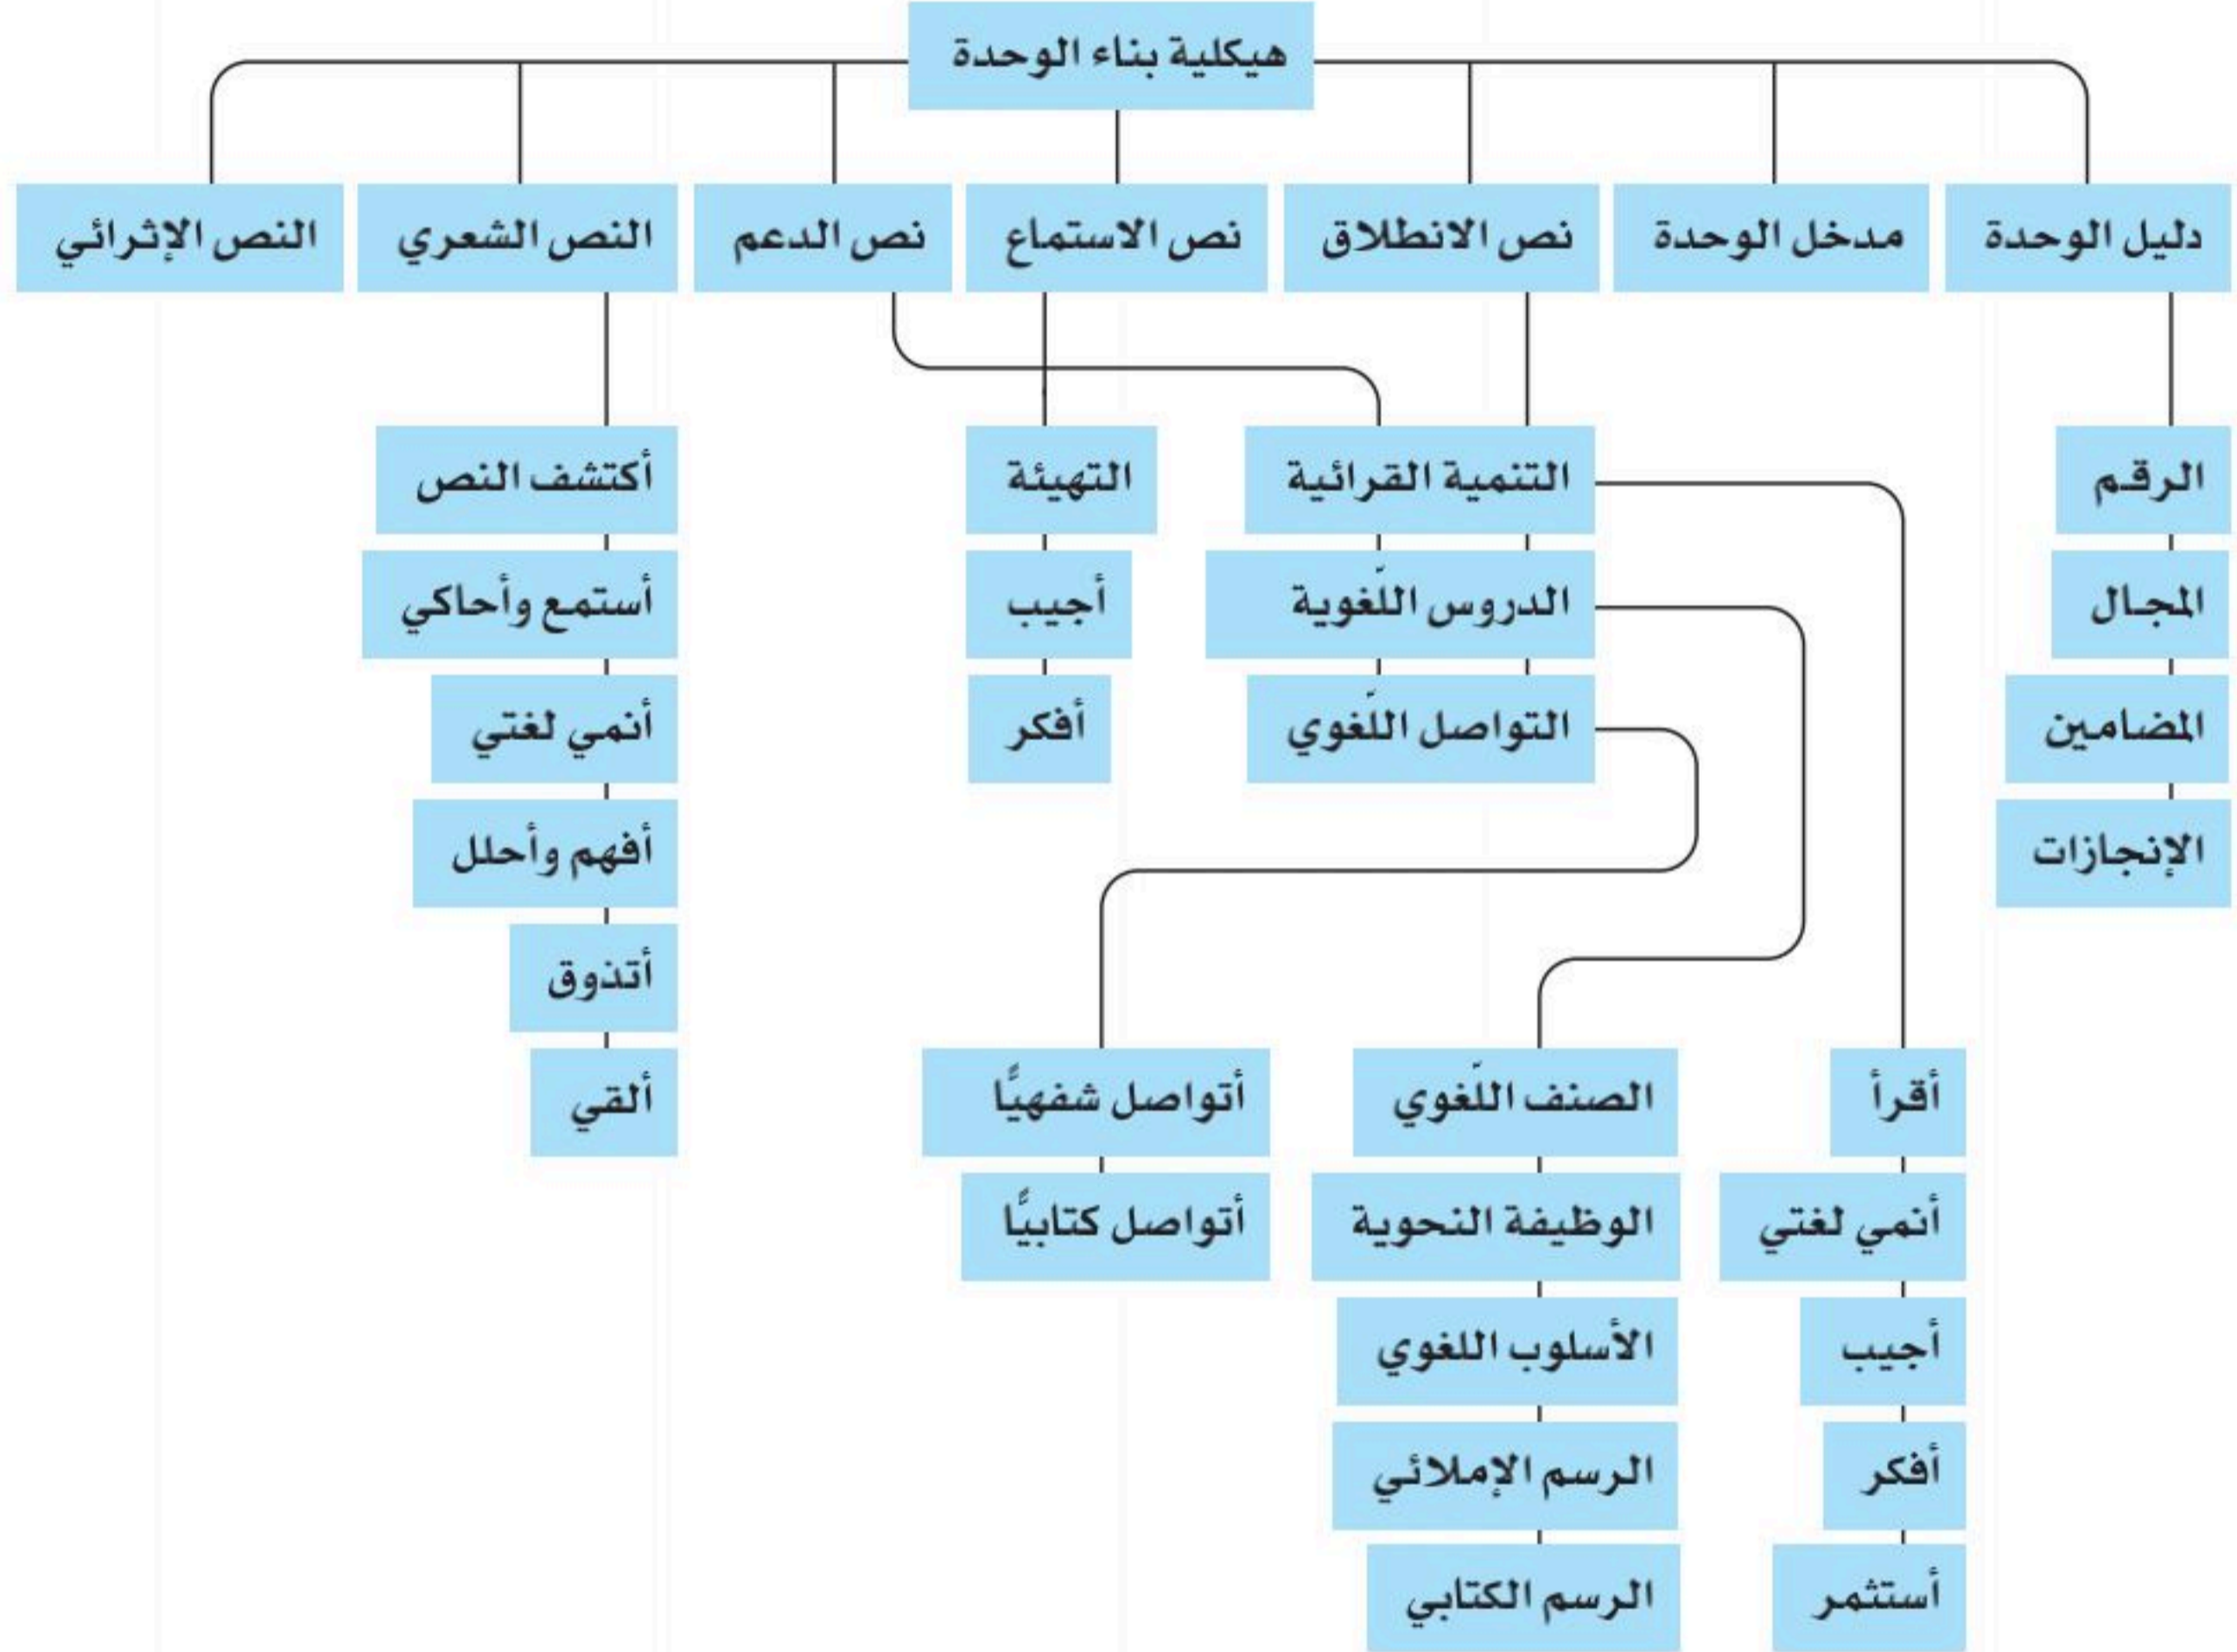 هيكلية بناء الوحدة
دليل الوحدة
مدخل الوحدة
نص الانطلاق
نص الاستماع
نص الدعم
النص الشعري
النص الإثرائي
الرقم
المجال
المضامين
الإنجازات
التنمية القرائية
الدروس اللّغوية
التواصل اللّغوي
التهيئة
أجيب
أفكر
أكتشف النص
أستمع وأحاكي
أنمي لغتي
أفهم وأحلل
أتذوق
ألقي
أقرأ
أنمي لغتي
أجيب
أفكر
أستثمر
الصنف اللّغوي
الوظيفة النحوية
الأسلوب اللغوي
الرسم الإملائي
الرسم الكتابي
أتواصل شفهيًّا
أتواصل كتابيًّا